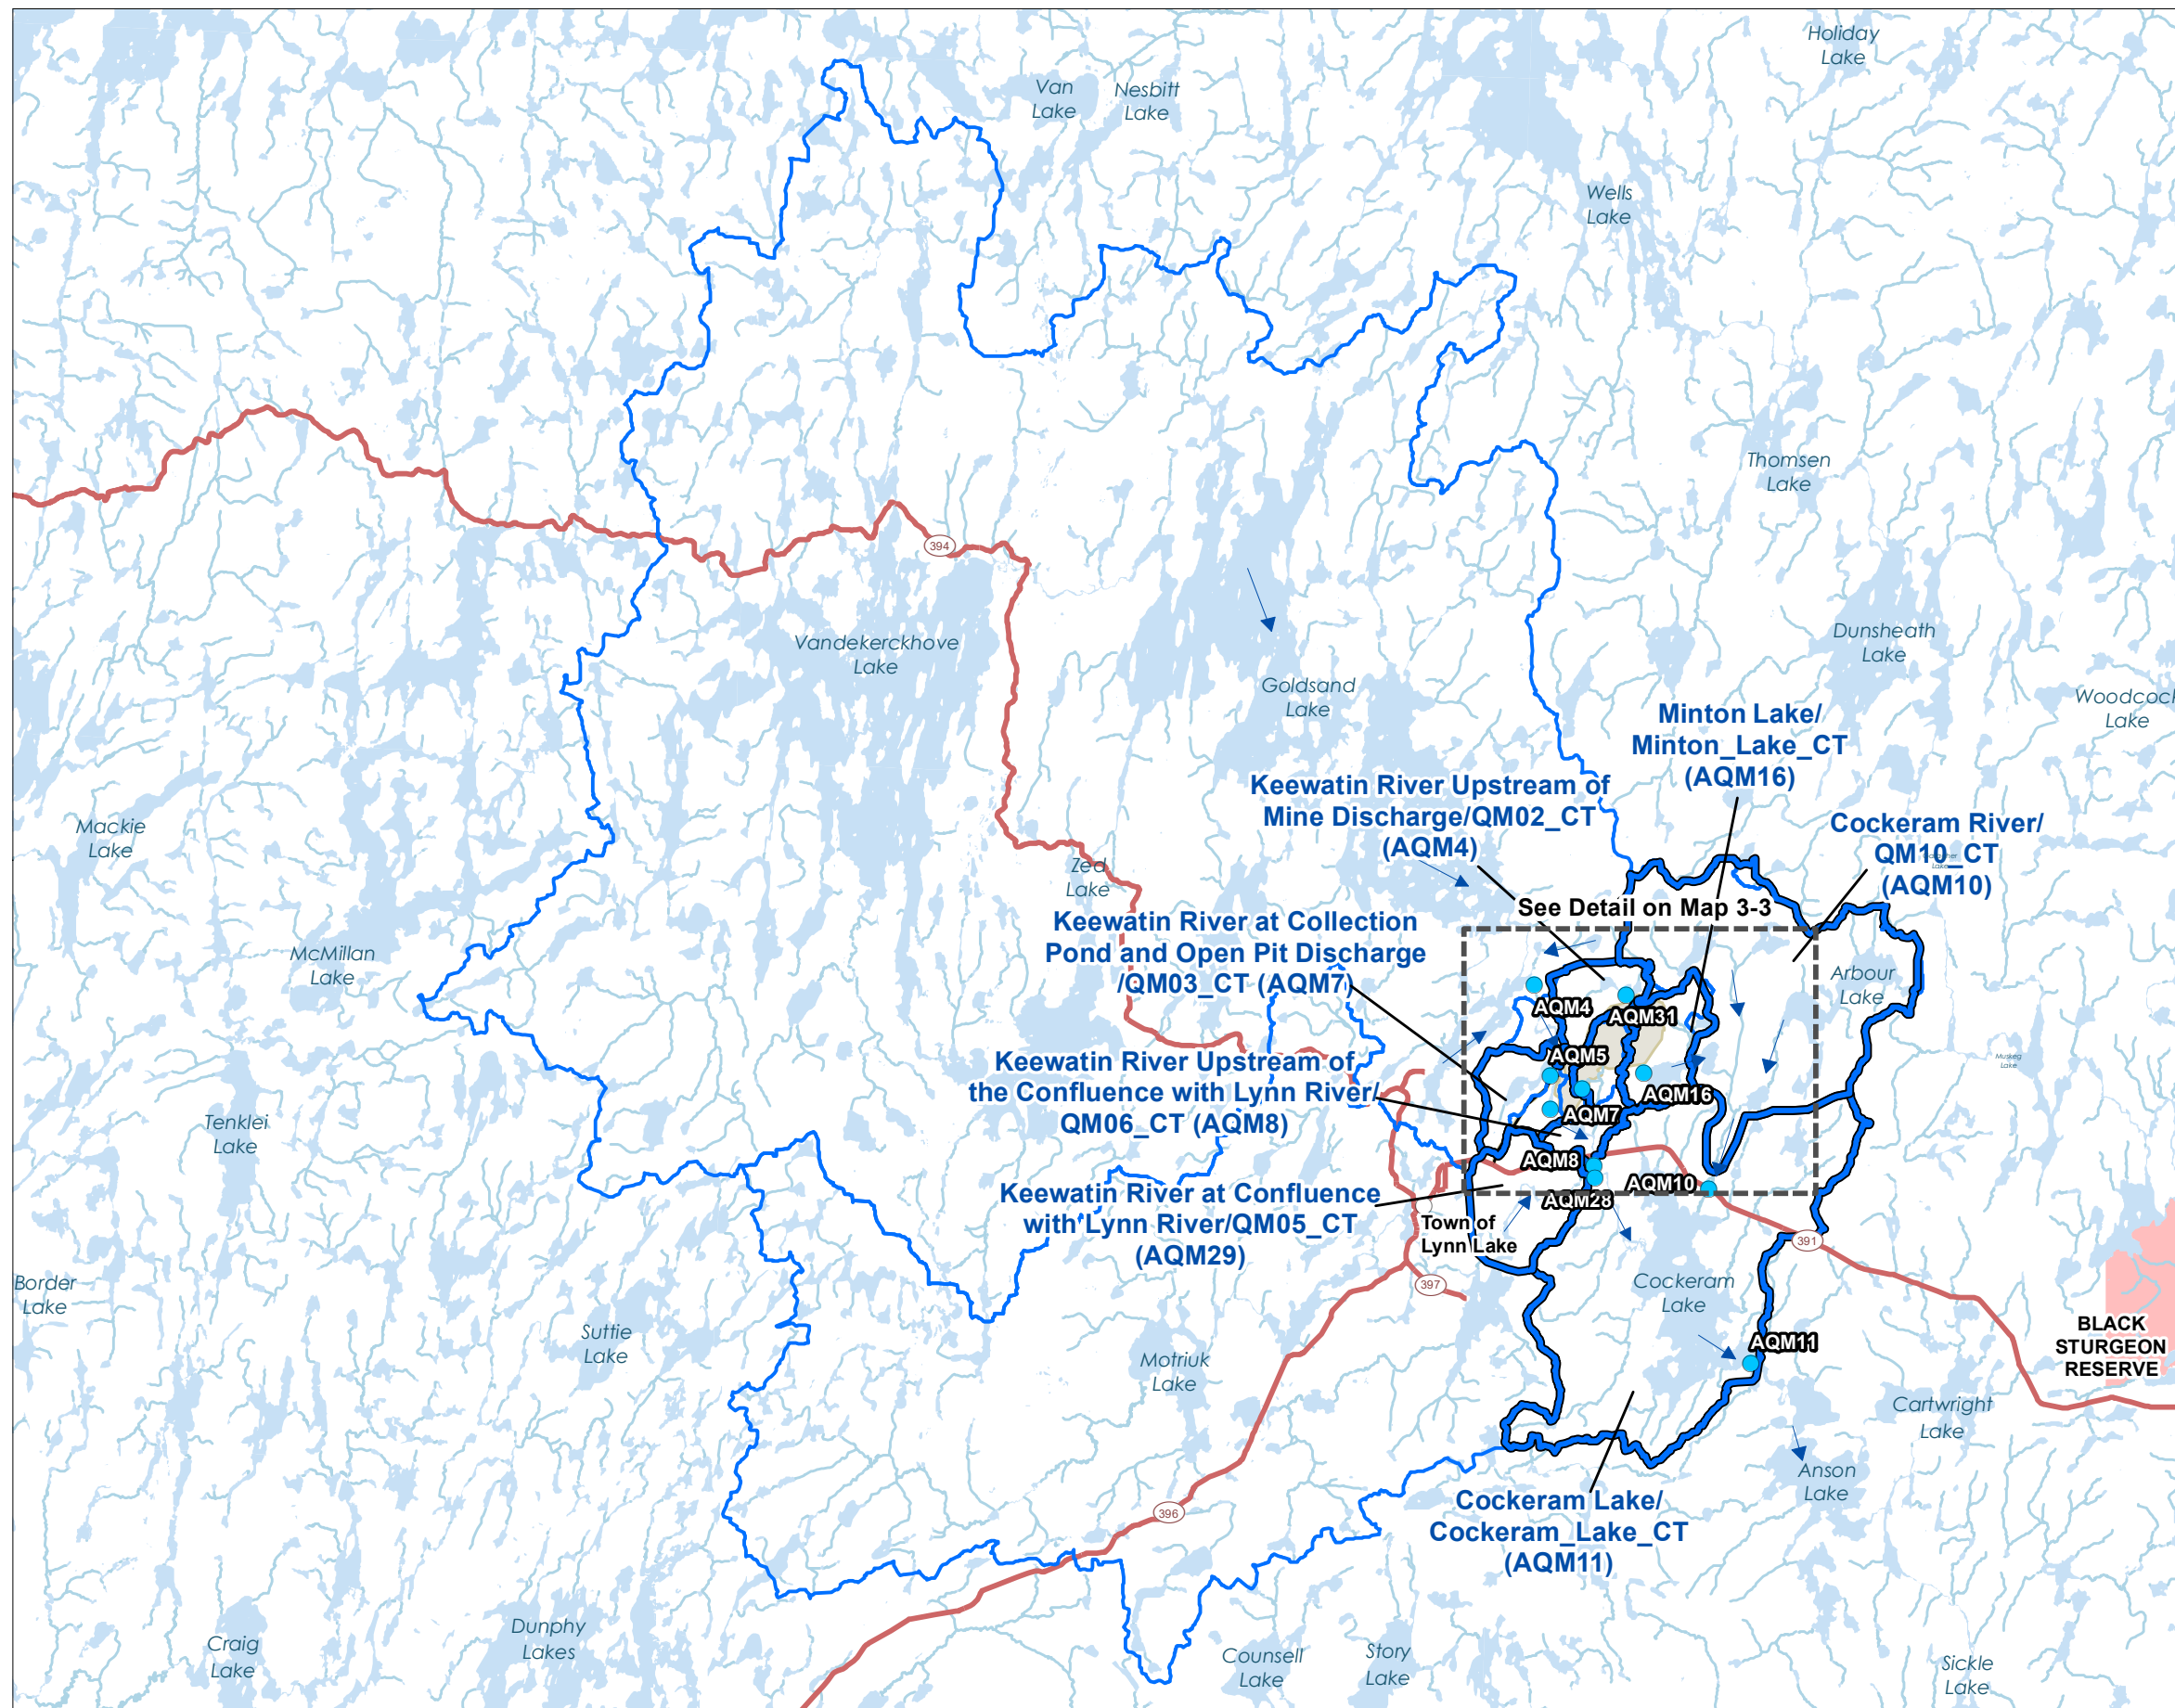 Holiday
Lake
Van
Lake
Nesbitt
Lake
Wells
Lake
Thomsen
Lake
394
Vandekerckhove
Lake
Dunsheath
Lake
Goldsand
Lake
Woodcock
Lake
Minton Lake/
Minton_Lake_CT
(AQM16)
Keewatin River Upstream of
Mine Discharge/QM02_CT
(AQM4)
Cockeram River/
QM10_CT
(AQM10)
Mackie
Lake
Zed
Lake
See Detail on Map 3-3
Keewatin River at Collection
Pond and Open Pit Discharge
/QM03_CT (AQM7)
McMillan
Lake
Arbour
Lake
AQM4
AQM31
Keewatin River Upstream of
the Confluence with Lynn River/
QM06_CT (AQM8)
AQM5
Muskeg
Lake
AQM16
AQM7
Tenklei
Lake
AQM8
AQM10
AQM28
Keewatin River at Confluence
with Lynn River/QM05_CT
(AQM29)
Town of
Lynn Lake
391
397
Border
Lake
Cockeram
Lake
Suttie
Lake
Motriuk
Lake
AQM11
BLACK
STURGEON
RESERVE
Cartwright
Lake
Anson
Lake
396
Cockeram Lake/
Cockeram_Lake_CT
(AQM11)
Craig
Lake
Dunphy
Lakes
Counsell
Lake
Story
Lake
Sickle
Lake